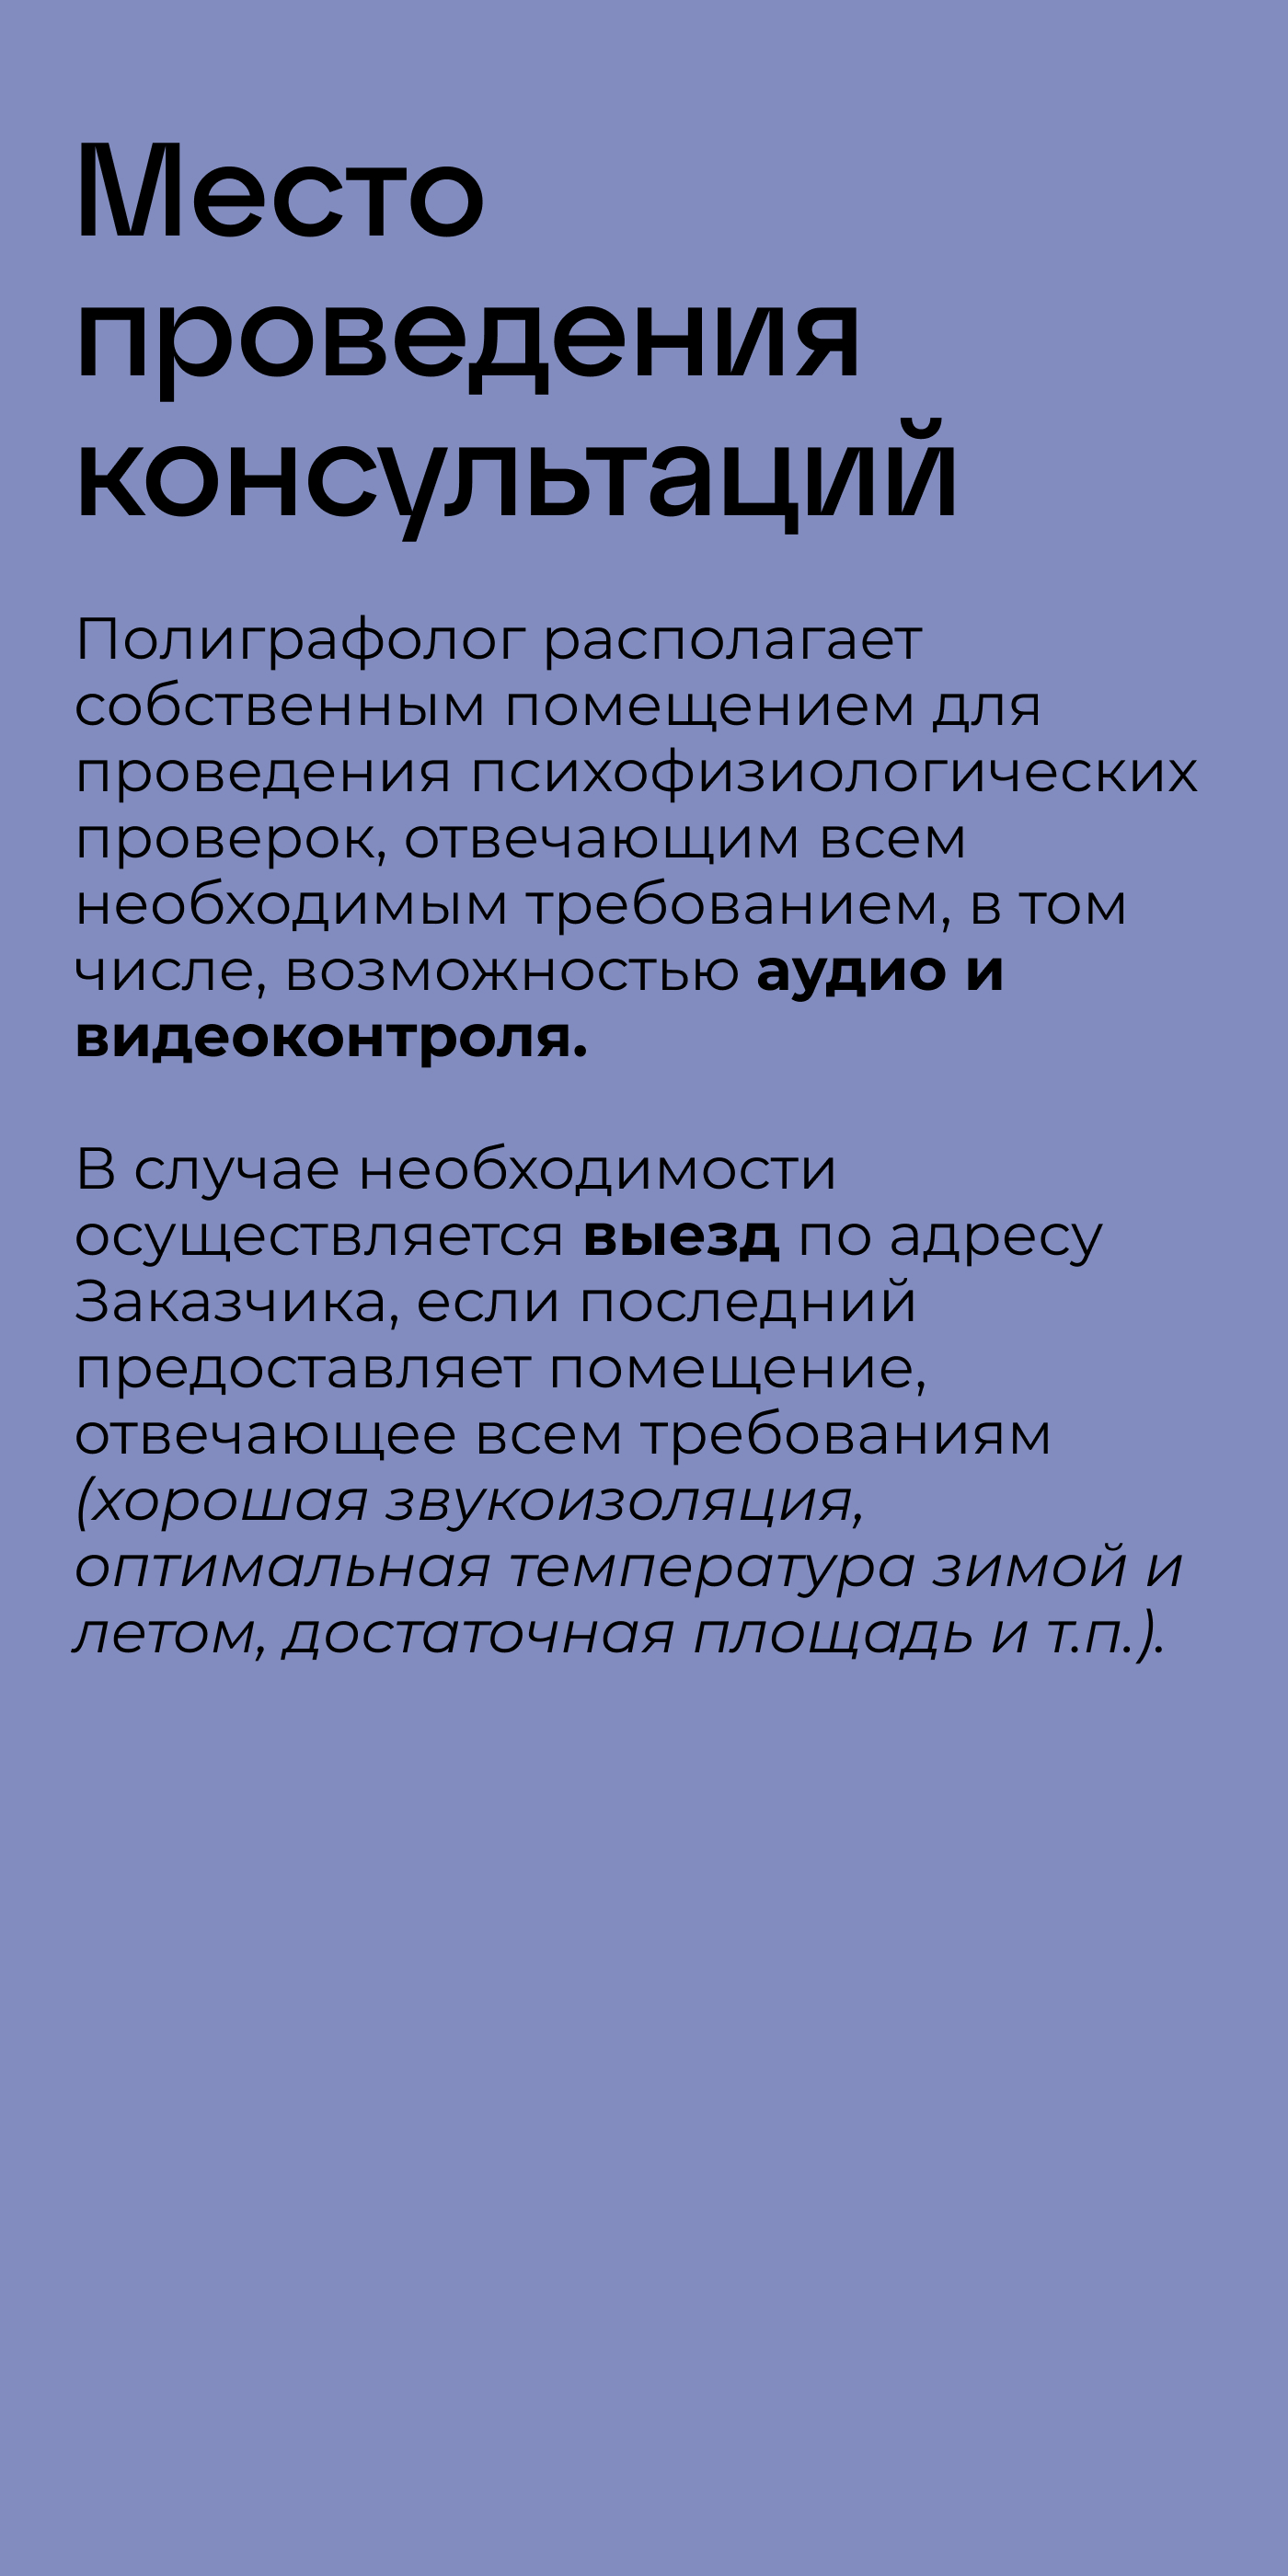 Место
проведения
консультаций
Полиграфолог располагает
собственным помещением для
проведения психофизиологических
проверок, отвечающим всем
необходимым требованием, в том
числе, возможностью аудио и
видеоконтроля.
В случае необходимости
осуществляется выезд по адресу
Заказчика, если последний
предоставляет помещение,
отвечающее всем требованиям
(хорошая звукоизоляция,
оптимальная температура зимой и
летом, достаточная площадь и т.п.).